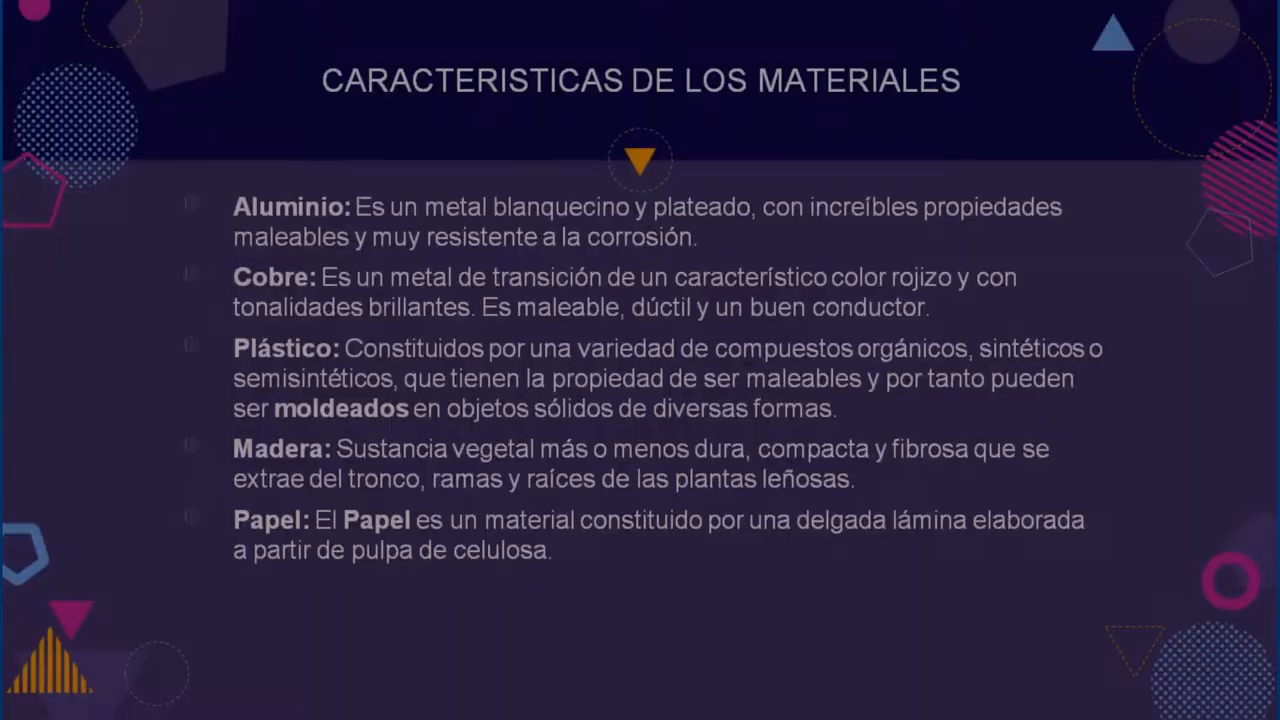 CARACTERISTICAS DE LOS MATERIALES
Aluminio: Es un metal blanquecino y plateado, con increíbles propiedades
maleables y muy resistente a la corrosión.
Cobre: Es un metal de transición de un característico color rojizo y con
tonalidades brillantes. Es maleable, dúctil y un buen conductor.
Plástico: Constituidos por una variedad de compuestos orgánicos, sintéticos o
semisintéticos, que tienen la propiedad de ser maleables y por tanto pueden
ser moldeados en objetos sólidos de diversas formas.
Madera: Sustancia vegetal más o menos dura, compacta y fibrosa que se
extrae del tronco, ramas y raíces de las plantas leñosas.
Papel: El Papel es un material constituido por una delgada lámina elaborada
a partir de pulpa de celulosa.